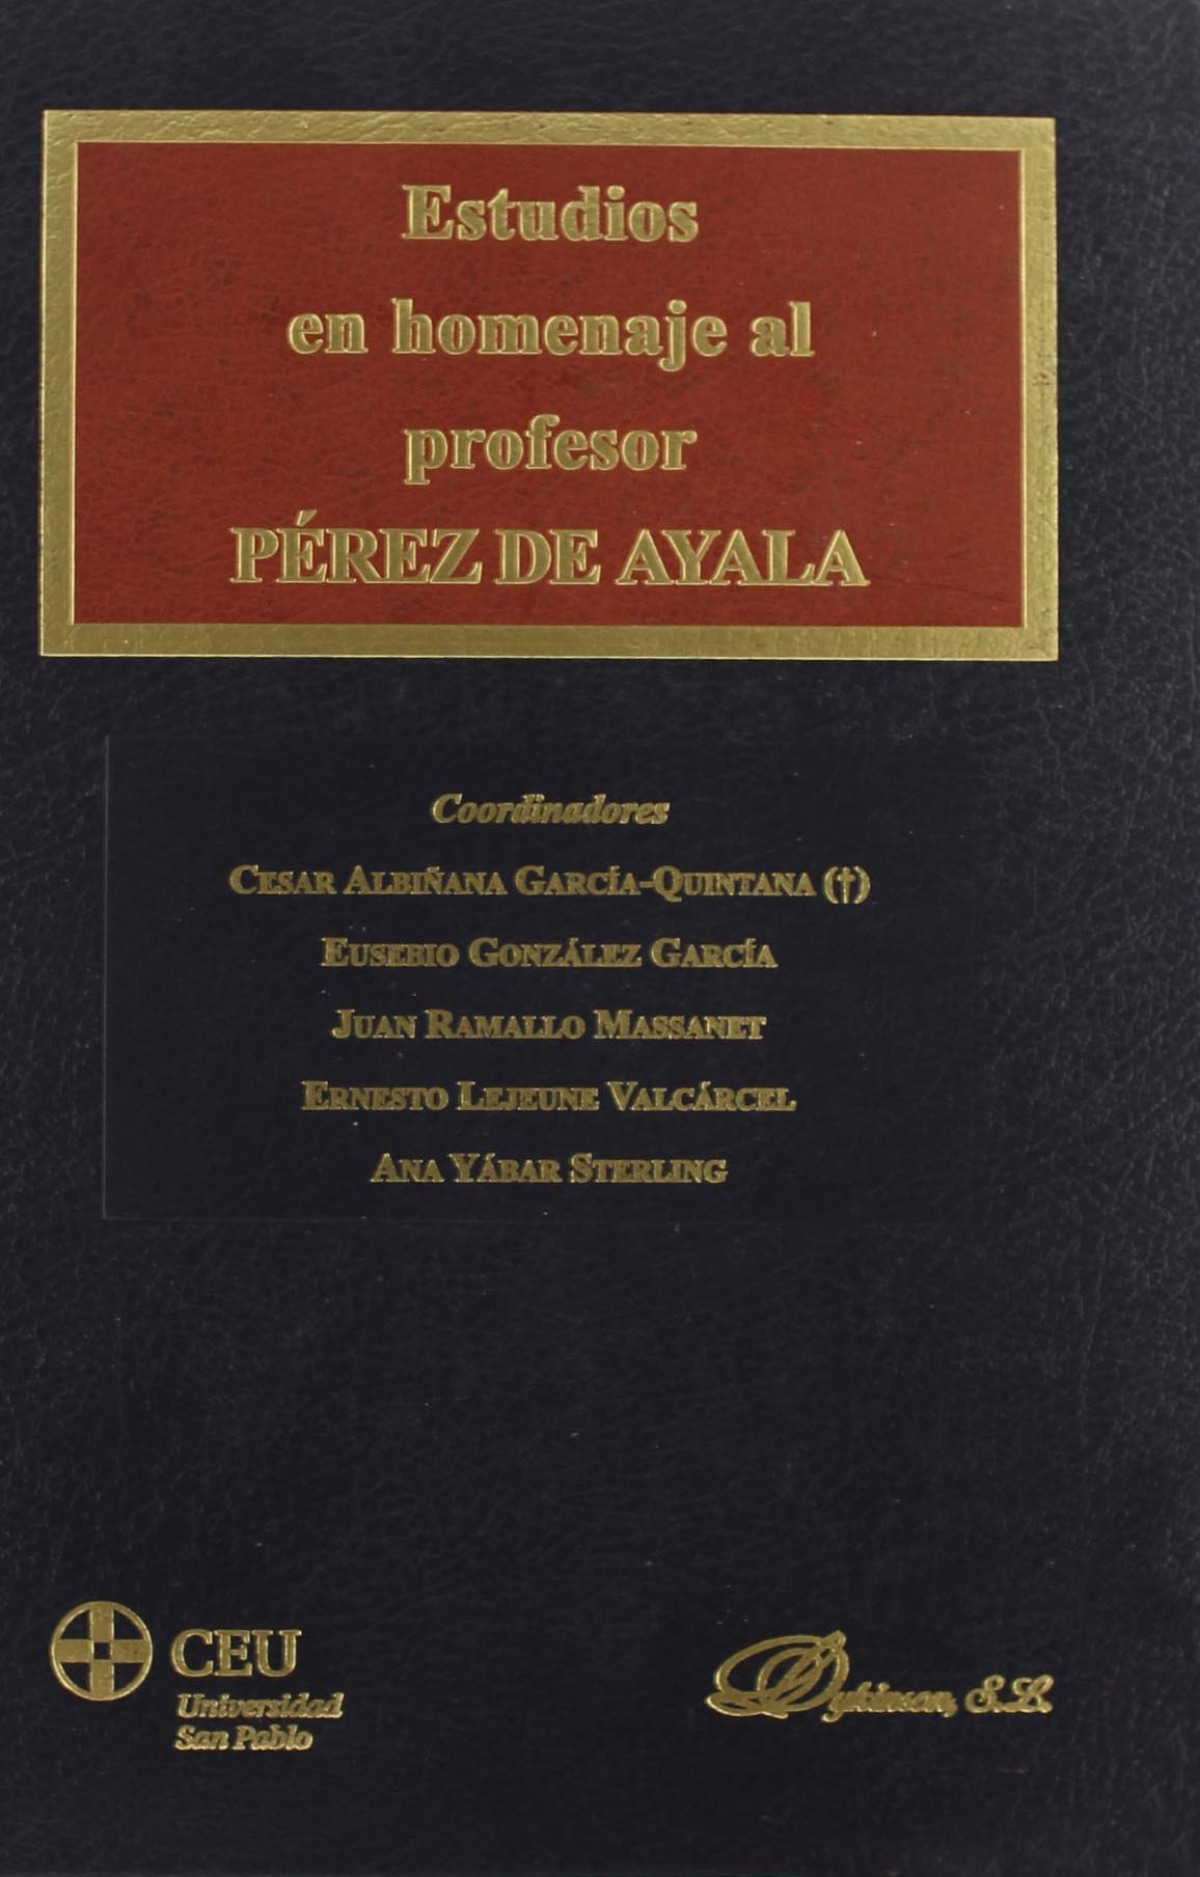 Estudios
en homenaje al
profesor
PÉREZ DE AYALA
Coordinadores
CESAR ALBIÑANA GARCÍA-QUINTANA (†)
EUSEBIO GONZÁLEZ GARCÍA
JUAN RAMALLO MASSANET
ERNESTO LEJEUNE VALCÁRCEL
ANA YÁBAR STERLING
CEU
Universidad
San Pablo
Dykinson, S.L.